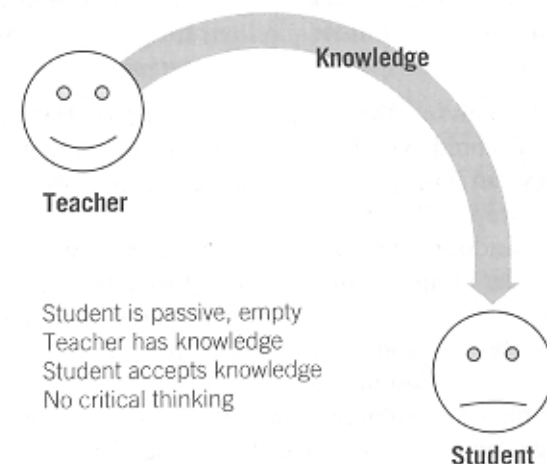 Knowledge
Teacher
Student is passive, empty
Teacher has knowledge
Student accepts knowledge
No critical thinking
Student